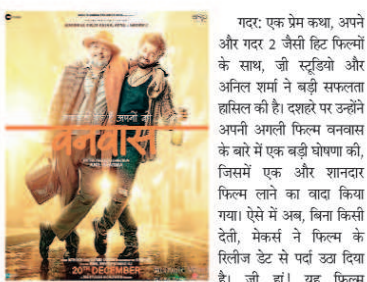 वनवास
20TH DECEMBER
गदर: एक प्रेम कथा, अपने
और गदर 2 जैसी हिट फिल्मों
के साथ, जी स्टूडियो और
अनिल शर्मा ने बड़ी सफलता
हासिल की है। दशहरे पर उन्होंने
अपनी अगली फिल्म वनवास
के बारे में एक बड़ी घोषणा की,
जिसमें एक और शानदार
फिल्म लाने का वादा किया
गया। ऐसे में अब, बिना किसी
देती, मेकर्स ने फिल्म के
रिलीज डेट से पर्दा उठा दिया
है। जी हां! यह फिल्म